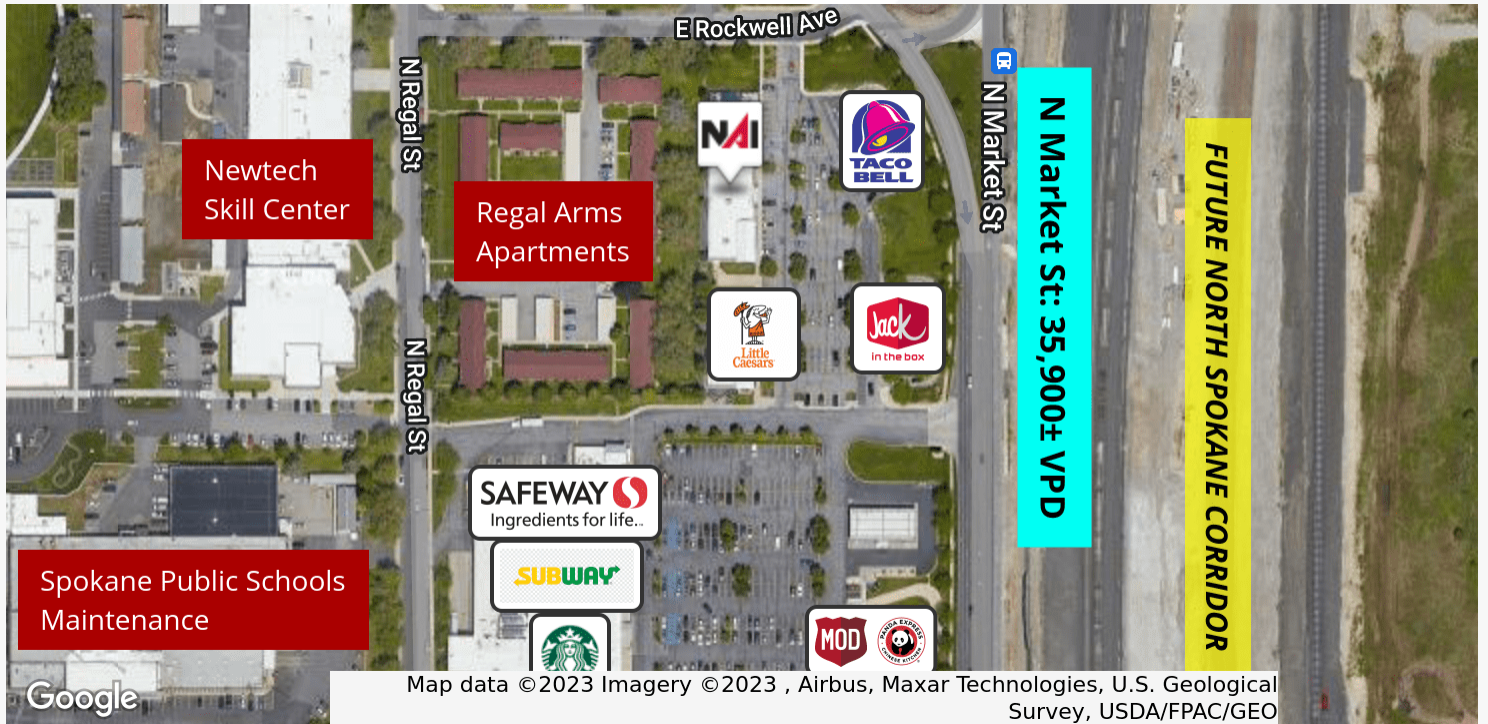 E Rockwell Ave
N Regal St
N Market St
NAI
TACO
BELL
N Market St: 35,900± VPD
FUTURE NORTH SPOKANE CORRIDOR
Newtech
Skill Center
Regal Arms
Apartments
Little
Caesars
Jack
in the box
N Regal St
SAFEWAY
Ingredients for life..
SUBWAY
Spokane Public Schools
Maintenance
MOD
PANDA EXPRESS
CHINESE KITCHEN
Google
Map data ©2023 Imagery ©2023 , Airbus, Maxar Technologies, U.S. Geological
Survey, USDA/FPAC/GEO